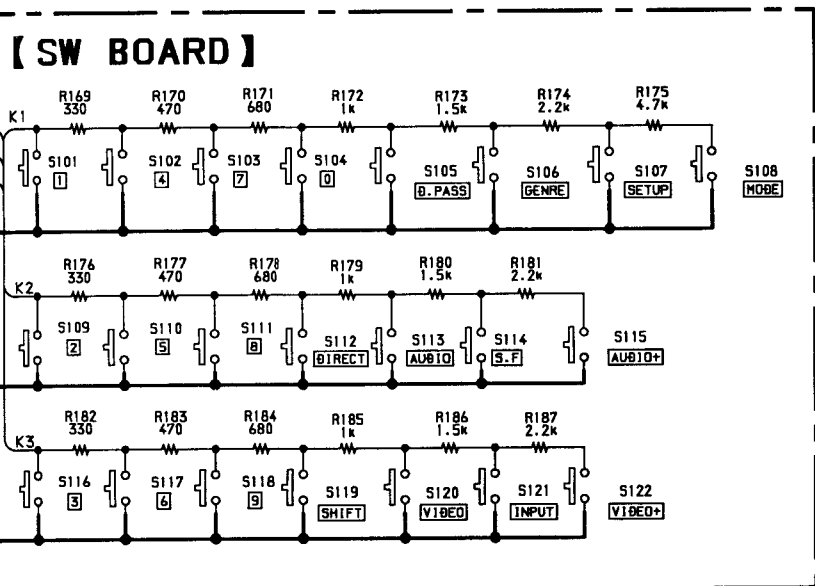 【SW BOARD】
R169 R170 R171 R172 R173 R174 R175
330 470 680 1k 1.5k 2.2k 4.7k
K1
S101 S102 S103 S104 S105 S106 S107 S108
1 4 7 0 B.PASS GENRE SETUP MODE
R176 R177 R178 R179 R180 R181
330 470 680 1k 1.5k 2.2k
K2
S109 S110 S111 S112 S113 S114 S115
2 5 8 DIRECT AUDIO S.F AUDIO+
R182 R183 R184 R185 R186 R187
330 470 680 1k 1.5k 2.2k
K3
S116 S117 S118 S119 S120 S121 S122
3 6 9 SHIFT VIDEO INPUT VIDEO+